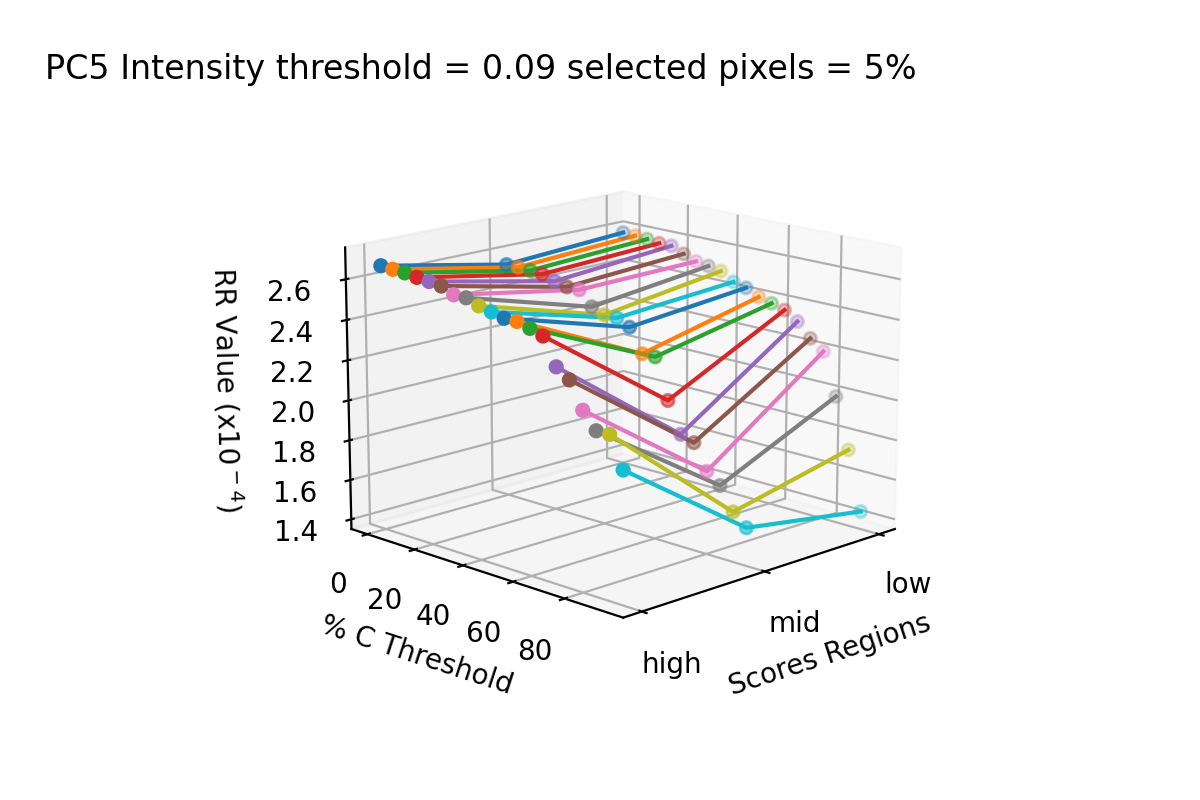 PC5 Intensity threshold = 0.09 selected pixels = 5%
RR Value (x10⁻⁴)
2.6
2.4
2.2
2.0
1.8
1.6
1.4
0
20
40
60
80
% C Threshold
high
mid
low
Scores Regions